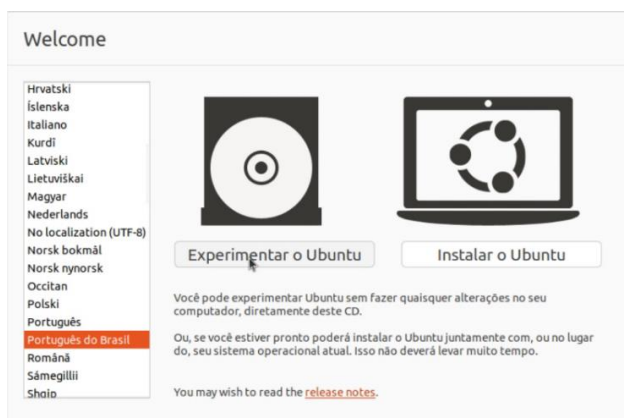 Welcome
Hrvatski
Íslenska
Italiano
Kurdî
Latviski
Lietuviškai
Magyar
Nederlands
No localization (UTF-8)
Norsk bokmål
Norsk nynorsk
Occitan
Polski
Português
Português do Brasil
Română
Sámegillii
Shqip
Experimentar o Ubuntu
Instalar o Ubuntu
Você pode experimentar Ubuntu sem fazer quaisquer alterações no seu
computador, diretamente deste CD.
Ou, se você estiver pronto poderá instalar o Ubuntu juntamente com, ou no lugar
do, seu sistema operacional atual. Isso não deverá levar muito tempo.
You may wish to read the release notes.